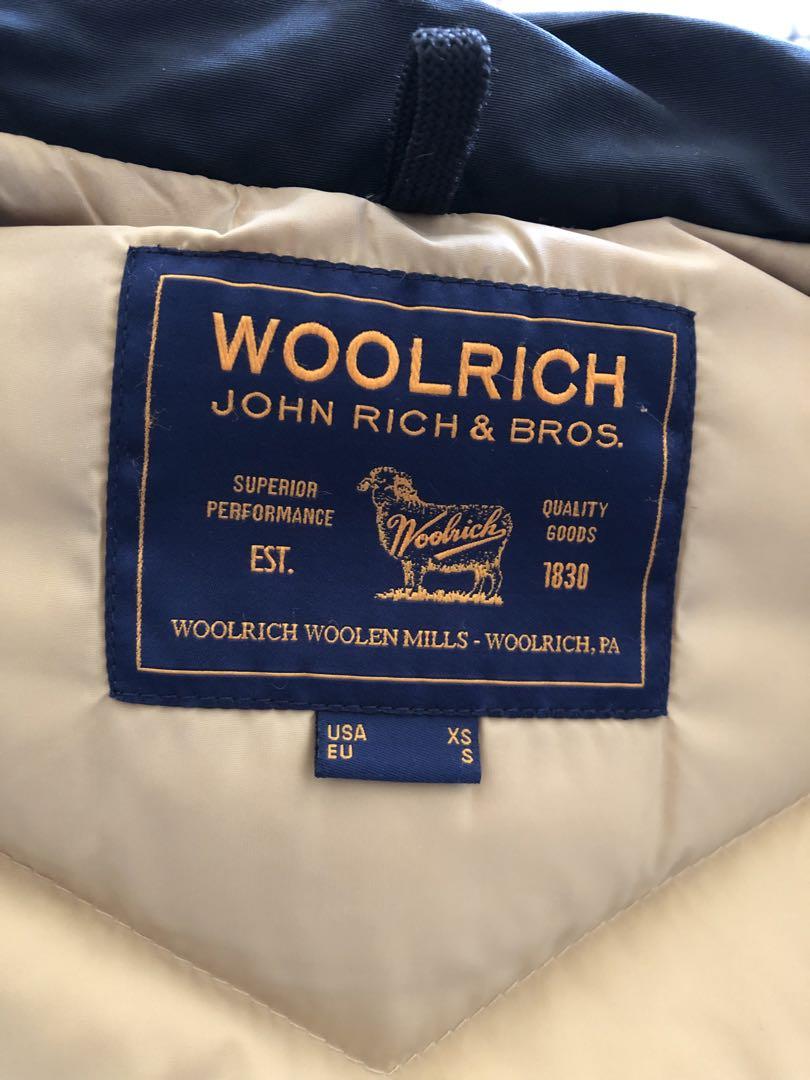 WOOLRICH
JOHN RICH & BROS.
SUPERIOR
PERFORMANCE
EST.
Woolrich
QUALITY
GOODS
1830
WOOLRICH WOOLEN MILLS - WOOLRICH, PA
USA XS
EU S